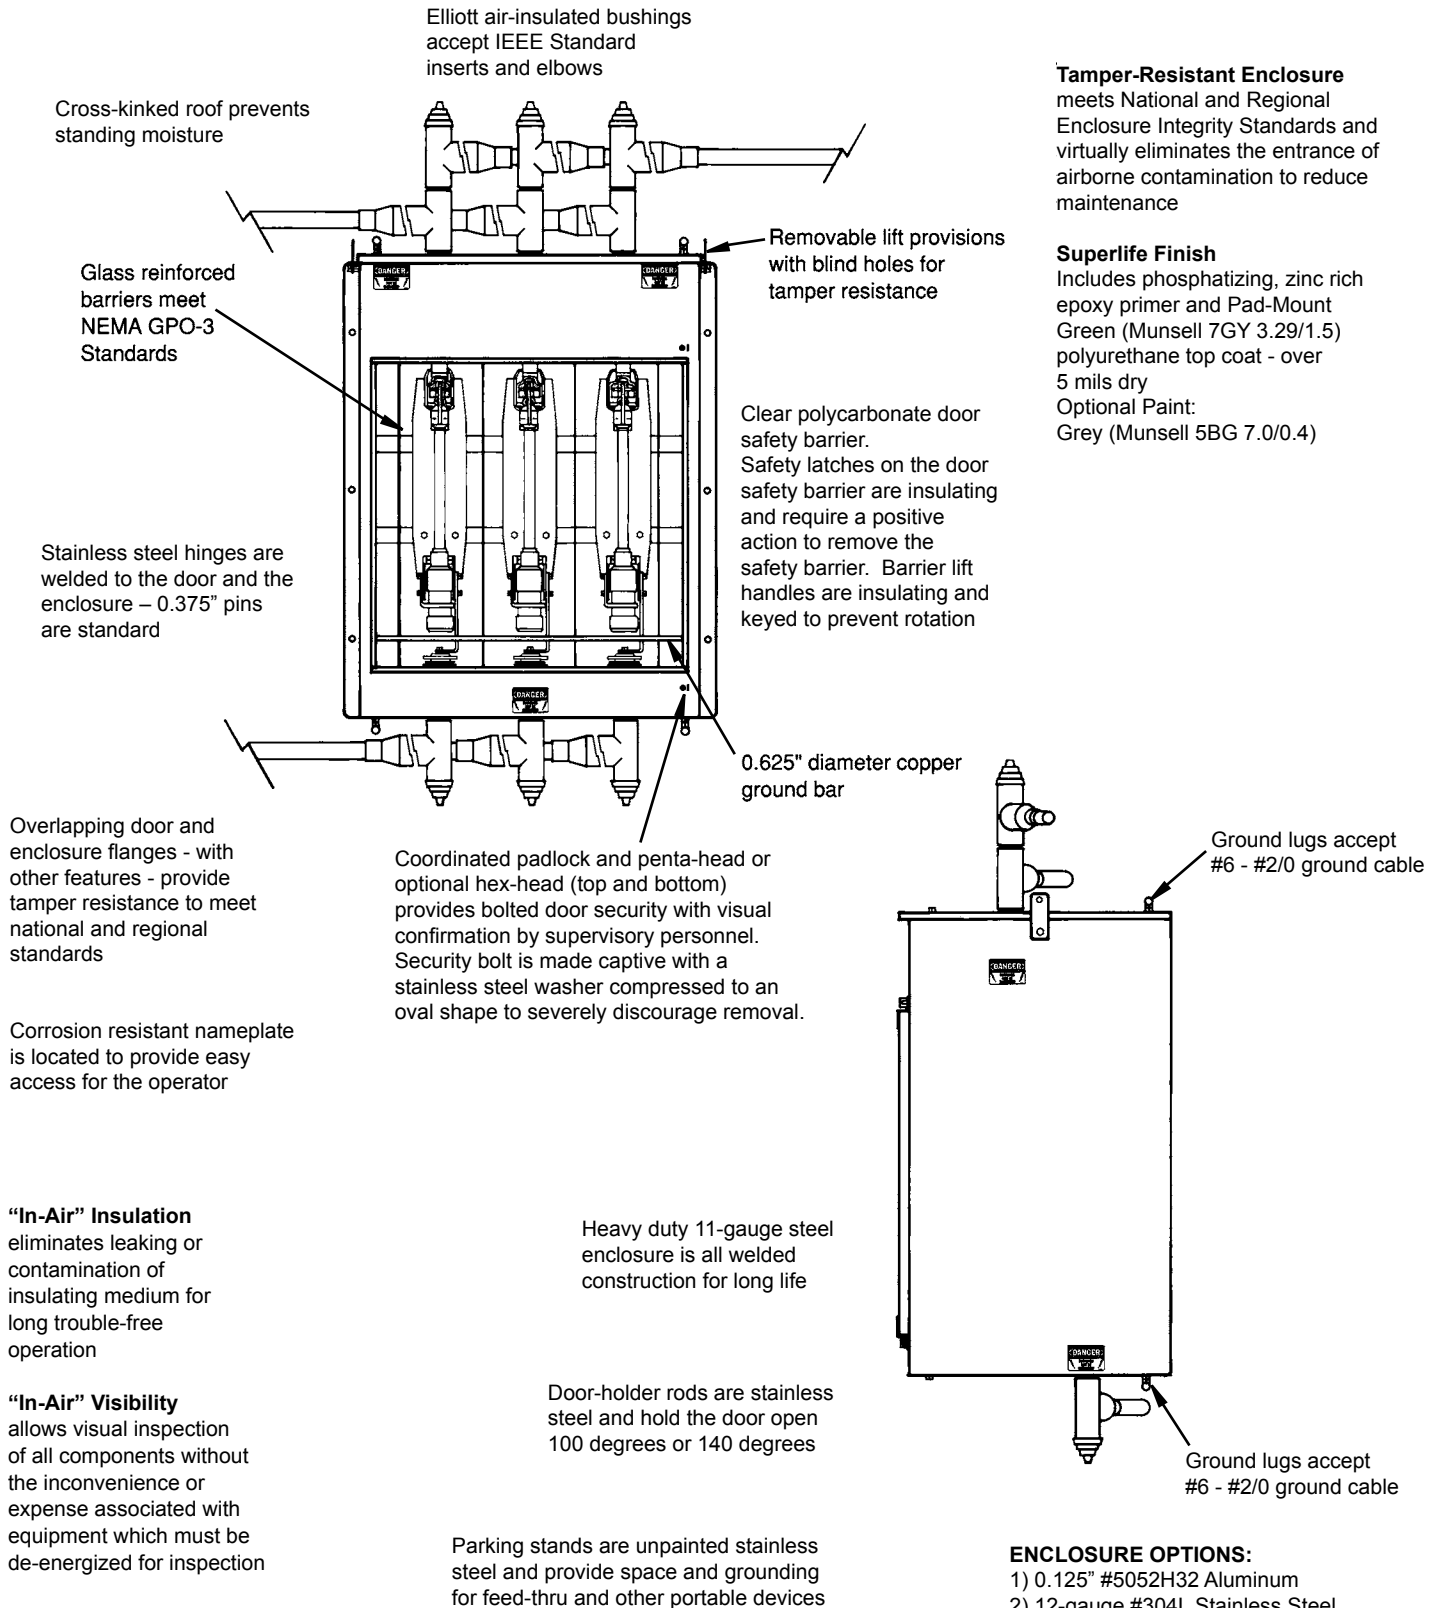 Elliott air-insulated bushings
accept IEEE Standard
inserts and elbows
Cross-kinked roof prevents
standing moisture
Tamper-Resistant Enclosure
meets National and Regional
Enclosure Integrity Standards and
virtually eliminates the entrance of
airborne contamination to reduce
maintenance
Superlife Finish
Includes phosphatizing, zinc rich
epoxy primer and Pad-Mount
Green (Munsell 7GY 3.29/1.5)
polyurethane top coat - over
5 mils dry
Optional Paint:
Grey (Munsell 5BG 7.0/0.4)
Removable lift provisions
with blind holes for
tamper resistance
DANGER
DANGER
Glass reinforced
barriers meet
NEMA GPO-3
Standards
Clear polycarbonate door
safety barrier.
Safety latches on the door
safety barrier are insulating
and require a positive
action to remove the
safety barrier.  Barrier lift
handles are insulating and
keyed to prevent rotation
Stainless steel hinges are
welded to the door and the
enclosure – 0.375” pins
are standard
DANGER
0.625" diameter copper
ground bar
Overlapping door and
enclosure flanges - with
other features - provide
tamper resistance to meet
national and regional
standards
Coordinated padlock and penta-head or
optional hex-head (top and bottom)
provides bolted door security with visual
confirmation by supervisory personnel.
Security bolt is made captive with a
stainless steel washer compressed to an
oval shape to severely discourage removal.
Ground lugs accept
#6 - #2/0 ground cable
DANGER
Corrosion resistant nameplate
is located to provide easy
access for the operator
“In-Air” Insulation
eliminates leaking or
contamination of
insulating medium for
long trouble-free
operation
Heavy duty 11-gauge steel
enclosure is all welded
construction for long life
DANGER
“In-Air” Visibility
allows visual inspection
of all components without
the inconvenience or
expense associated with
equipment which must be
de-energized for inspection
Door-holder rods are stainless
steel and hold the door open
100 degrees or 140 degrees
Ground lugs accept
#6 - #2/0 ground cable
Parking stands are unpainted stainless
steel and provide space and grounding
for feed-thru and other portable devices
ENCLOSURE OPTIONS:
1) 0.125” #5052H32 Aluminum
2) 12-gauge #304L Stainless Steel